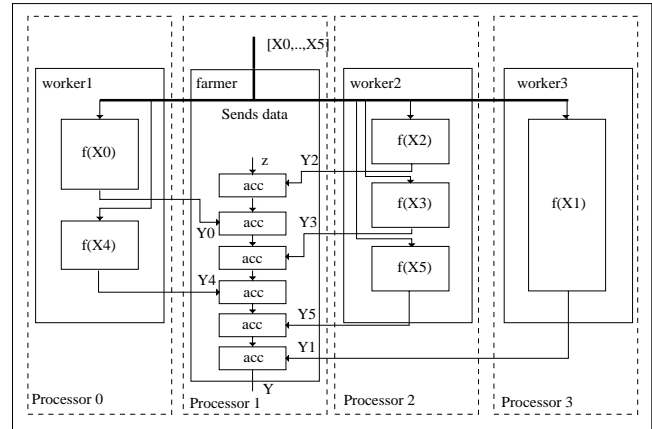 [X0,..,X5]
worker1
farmer
worker2
worker3
Sends data
f(X0)
f(X2)
f(X1)
z
Y2
acc
f(X3)
Y0
acc
Y3
f(X4)
acc
f(X5)
Y4
acc
Y5
acc
Y1
acc
Y
Processor 0
Processor 1
Processor 2
Processor 3